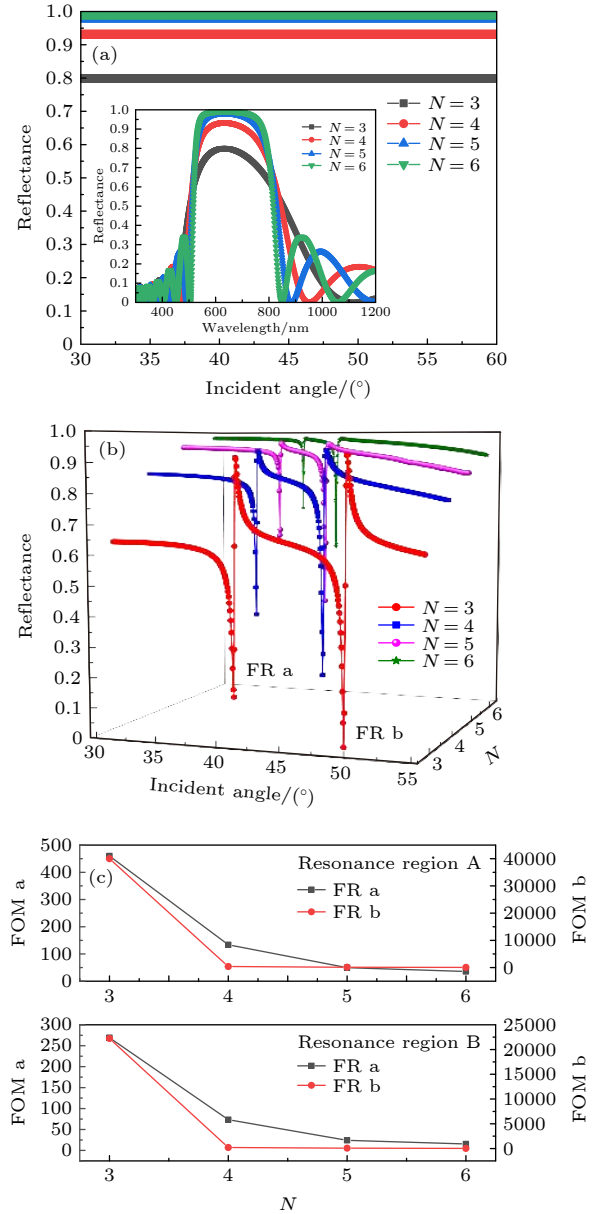 1.0
(a)
0.9
0.8
0.7
0.6
0.5
0.4
0.3
0.2
0.1
0
Reflectance
N = 3
N = 4
N = 5
N = 6
1.0
0.9
0.8
0.7
0.6
0.5
0.4
0.3
0.2
0.1
0
Reflectance
N = 3
N = 4
N = 5
N = 6
400 600 800 1000 1200
Wavelength/nm
30 35 40 45 50 55 60
Incident angle/(°)
1.0
(b)
0.9
0.8
0.7
0.6
0.5
0.4
0.3
0.2
0.1
0
Reflectance
N = 3
N = 4
N = 5
N = 6
FR a
FR b
30 35 40 45 50 55
Incident angle/(°)
3 4 5 6
N
500
400
300
200
100
0
FOM a
(c)
Resonance region A
FR a
FR b
40000
30000
20000
10000
0
FOM b
3 4 5 6
300
250
200
150
100
50
0
FOM a
Resonance region B
FR a
FR b
25000
20000
15000
10000
5000
0
FOM b
3 4 5 6
N